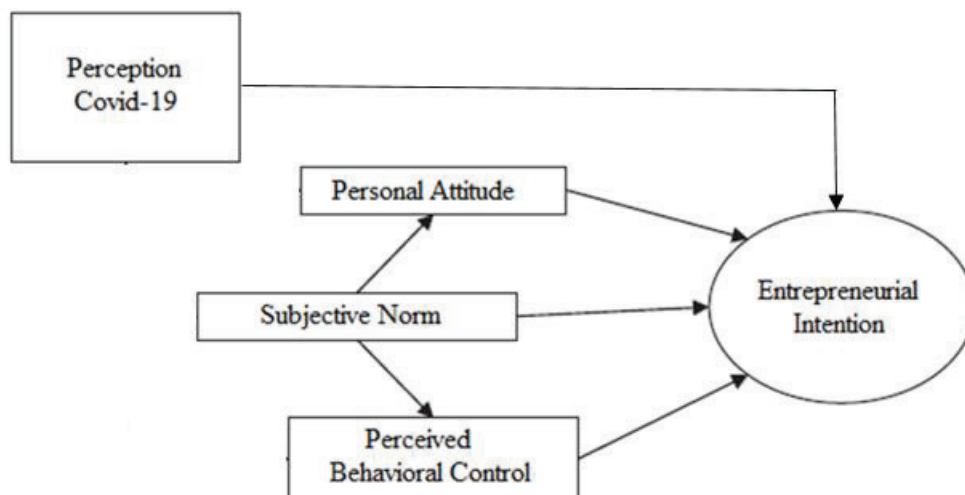 Perception
Covid-19
Personal Attitude
Subjective Norm
Entrepreneurial
Intention
Perceived
Behavioral Control